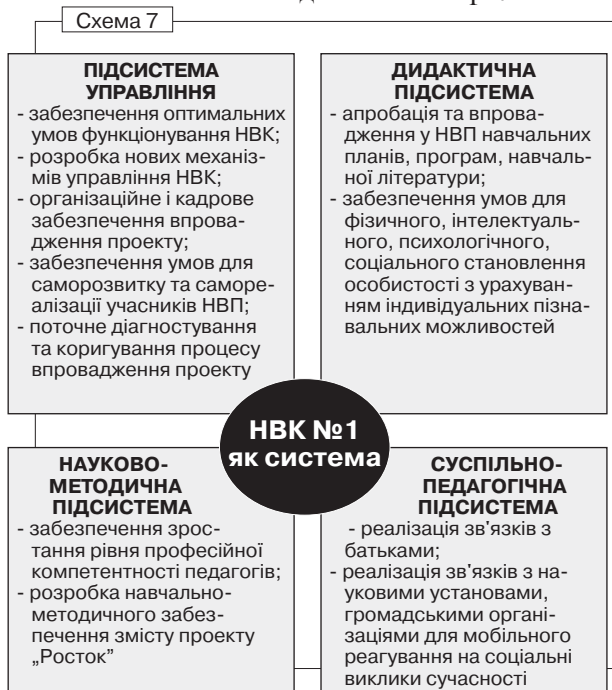 Схема 7
ПІДСИСТЕМА
УПРАВЛІННЯ
- забезпечення оптимальних
умов функціонування НВК;
- розробка нових механіз-
мів управління НВК;
- організаційне і кадрове
забезпечення впрова-
дження проекту;
- забезпечення умов для
саморозвитку та саморе-
алізації учасників НВП;
- поточне діагностування
та коригування процесу
впровадження проекту
ДИДАКТИЧНА
ПІДСИСТЕМА
- апробація та впрова-
дження у НВП навчальних
планів, програм, навчаль-
ної літератури;
- забезпечення умов для
фізичного, інтелектуаль-
ного, психологічного,
соціального становлення
особистості з урахуван-
ням індивідуальних пізна-
вальних можливостей
НВК №1
як система
НАУКОВО-
МЕТОДИЧНА
ПІДСИСТЕМА
- забезпечення зрос-
тання рівня професійної
компетентності педагогів;
- розробка навчально-
методичного забез-
печення змісту проекту
„Росток"
СУСПІЛЬНО-
ПЕДАГОГІЧНА
ПІДСИСТЕМА
- реалізація зв'язків з
батьками;
- реалізація зв'язків з на-
уковими установами,
громадськими органі-
заціями для мобільного
реагування на соціальні
виклики сучасності